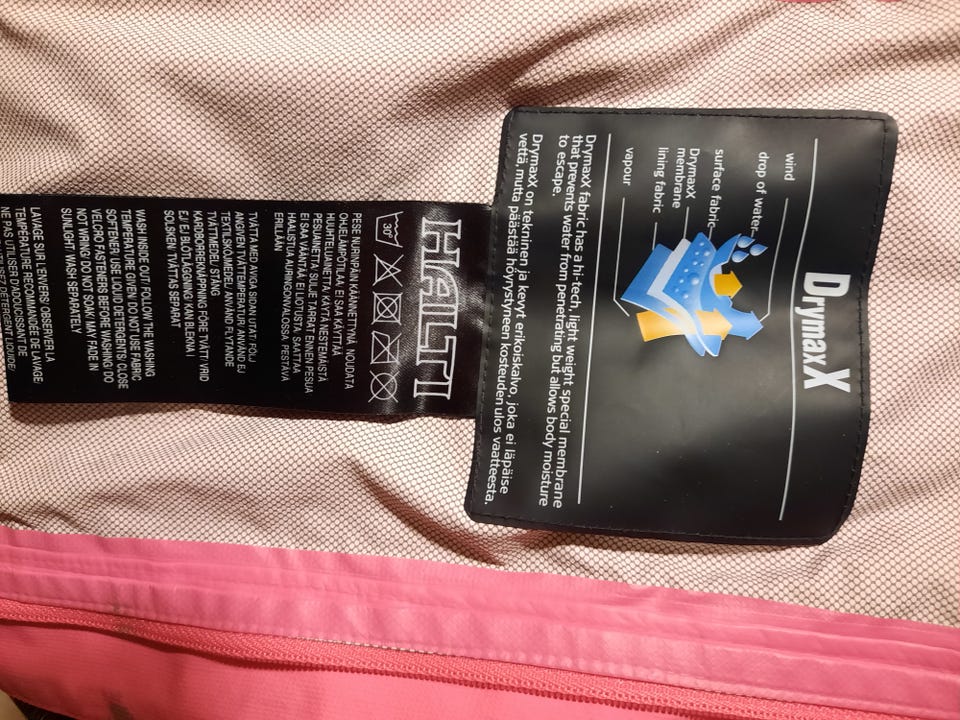 DrymaxX
wind
drop of water
surface fabric
DrymaxX
membrane
lining fabric
vapour
DrymaxX fabric has a hi-tech, light weight special membrane
that prevents water from penetrating but allows body moisture
to escape.
DrymaxX on tekninen ja kevyt erikoiskalvo, joka ei läpäise
vettä, mutta päästää höyrystyneen kosteuden ulos vaatteesta.
HALTI
30°
PESE NURINPÄIN KÄÄNNETTYNÄ. NOUDATA
OHJELÄMPÖTILAA. EI SAA KÄYTTÄÄ
HUUHTELUAINETTA. KÄYTÄ NESTEMÄISTÄ
PESUAINETTA. SULJE TARRAT ENNEN PESUA.
EI SAA VÄÄNTÄÄ. EI LIOTUSTA. SAATTAA
HAALISTUA AURINGONVALOSSA. PESTÄVÄ
ERILLÄÄN.
TVÄTTA MED AVIGA SIDAN UTÅT/ FÖLJ
ANGIVEN TVÄTTEMPERATUR/ ANVÄND EJ
TEXTILSKÖJMEDEL/ ANVÄND FLYTANDE
TVÄTTMEDEL/ STÄNG
KARDBORREKNÄPPNING FÖRE TVÄTT/ VRID
EJ/ EJ BLÖTLÄGGNING/ KAN BLEKNA I
SOLSKEN/ TVÄTTAS SEPARAT
WASH INSIDE OUT/ FOLLOW THE WASHING
TEMPERATURE GIVEN/ DO NOT USE FABRIC
SOFTENER/ USE LIQUID DETERGENTS/ CLOSE
VELCRO FASTENERS BEFORE WASHING/ DO
NOT WRING/ DO NOT SOAK/ MAY FADE IN
SUNLIGHT/ WASH SEPARATELY
LAVAGE SUR L'ENVERS/ OBSERVER LA
TEMPERATURE RECOMMANDÉE DE LAVAGE/
NE PAS UTILISER D'ADOUCISSANT DE